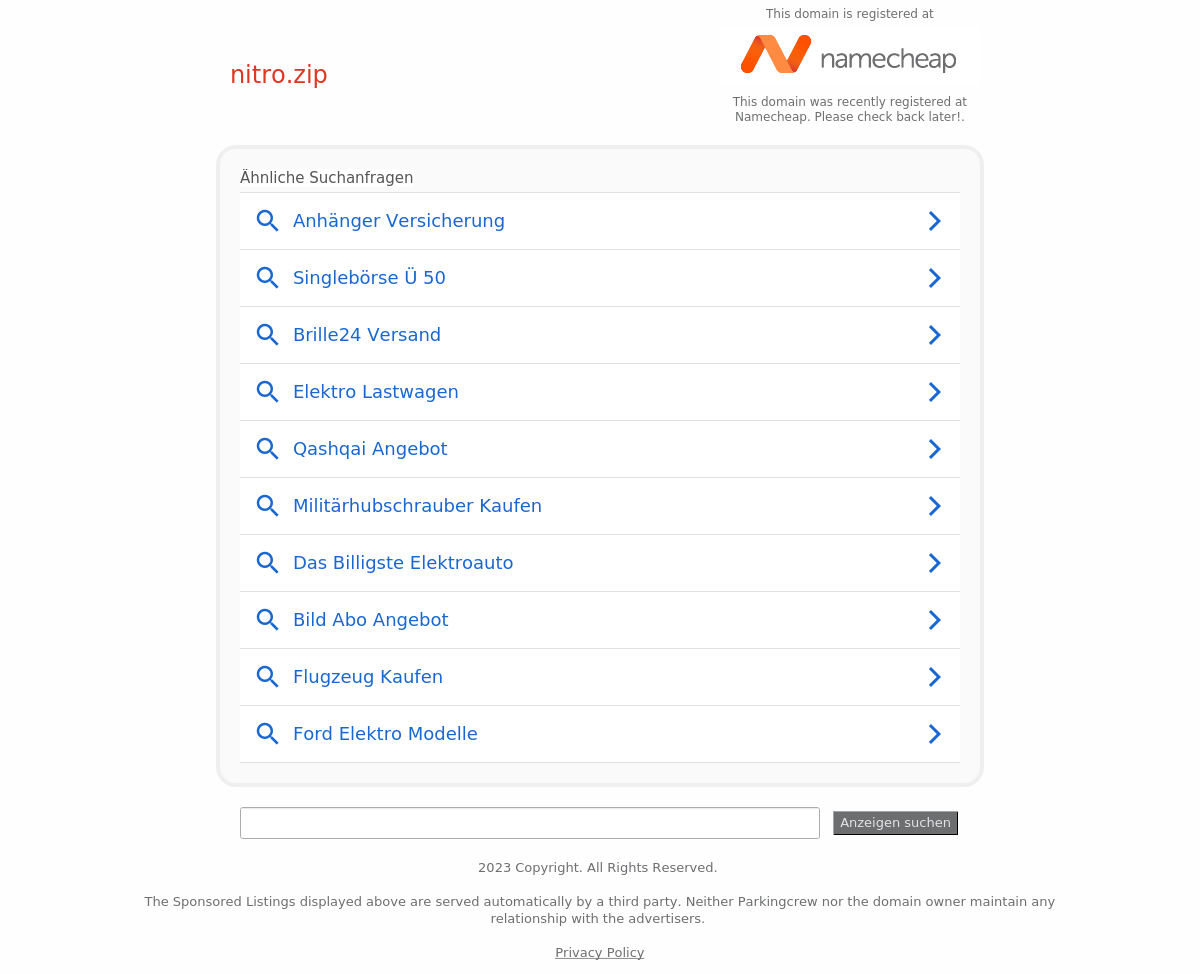 This domain is registered at
namecheap
nitro.zip
This domain was recently registered at
Namecheap. Please check back later!.
Ähnliche Suchanfragen
Anhänger Versicherung
Singlebörse Ü 50
Brille24 Versand
Elektro Lastwagen
Qashqai Angebot
Militärhubschrauber Kaufen
Das Billigste Elektroauto
Bild Abo Angebot
Flugzeug Kaufen
Ford Elektro Modelle
Anzeigen suchen
2023 Copyright. All Rights Reserved.
The Sponsored Listings displayed above are served automatically by a third party. Neither Parkingcrew nor the domain owner maintain any
relationship with the advertisers.
Privacy Policy